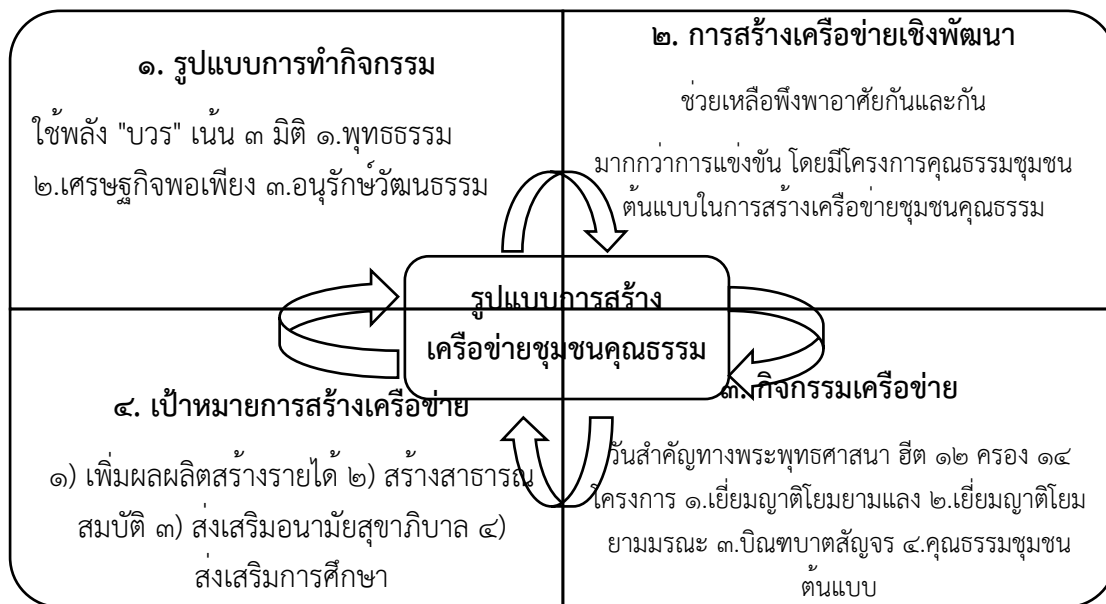 ๑. รูปแบบการทำกิจกรรม
ใช้พลัง "บวร" เน้น ๓ มิติ ๑.พุทธธรรม
๒.เศรษฐกิจพอเพียง ๓.อนุรักษ์วัฒนธรรม
๒. การสร้างเครือข่ายเชิงพัฒนา
ช่วยเหลือพึงพาอาศัยกันและกัน
มากกว่าการแข่งขัน โดยมีโครงการคุณธรรมชุมชน
ต้นแบบในการสร้างเครือข่ายชุมชนคุณธรรม
รูปแบบการสร้าง
เครือข่ายชุมชนคุณธรรม
๓. กิจกรรมเครือข่าย
วันสำคัญทางพระพุทธศาสนา ฮีต ๑๒ ครอง ๑๔
โครงการ ๑.เยี่ยมญาติโยมยามแลง ๒.เยี่ยมญาติโยม
ยามมรณะ ๓.บิณฑบาตสัญจร ๔.คุณธรรมชุมชน
ต้นแบบ
๔. เป้าหมายการสร้างเครือข่าย
๑) เพิ่มผลผลิตสร้างรายได้ ๒) สร้างสาธารณ
สมบัติ ๓) ส่งเสริมอนามัยสุขาภิบาล ๔)
ส่งเสริมการศึกษา